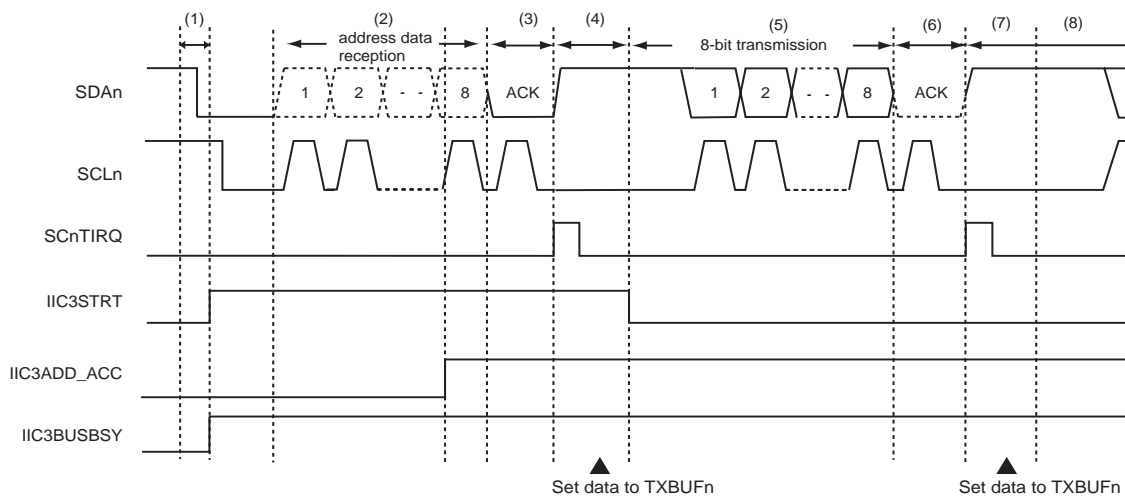 (1) (2) (3) (4) (5) (6) (7) (8)
address data
reception
8-bit transmission
SDAn 1 2 - - 8 ACK 1 2 - - 8 ACK
SCLn
SCnTIRQ
IIC3STRT
IIC3ADD_ACC
IIC3BUSBSY
Set data to TXBUFn Set data to TXBUFn